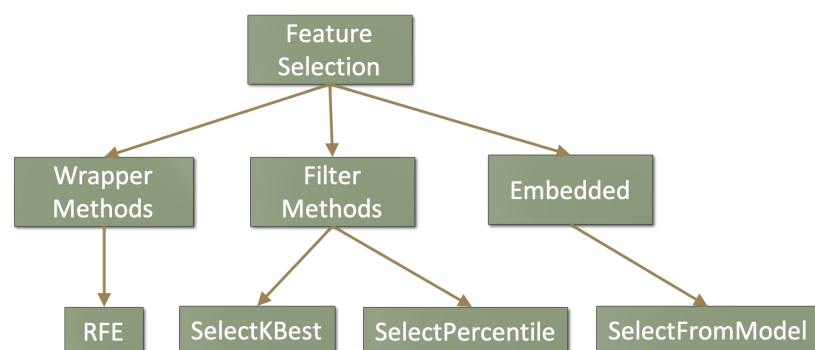 Feature
Selection
Wrapper
Methods
Filter
Methods
Embedded
RFE
SelectKBest
SelectPercentile
SelectFromModel